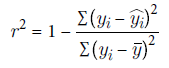 r² = 1 − Σ(yᵢ − ŷᵢ)² / Σ(yᵢ − ȳ)²